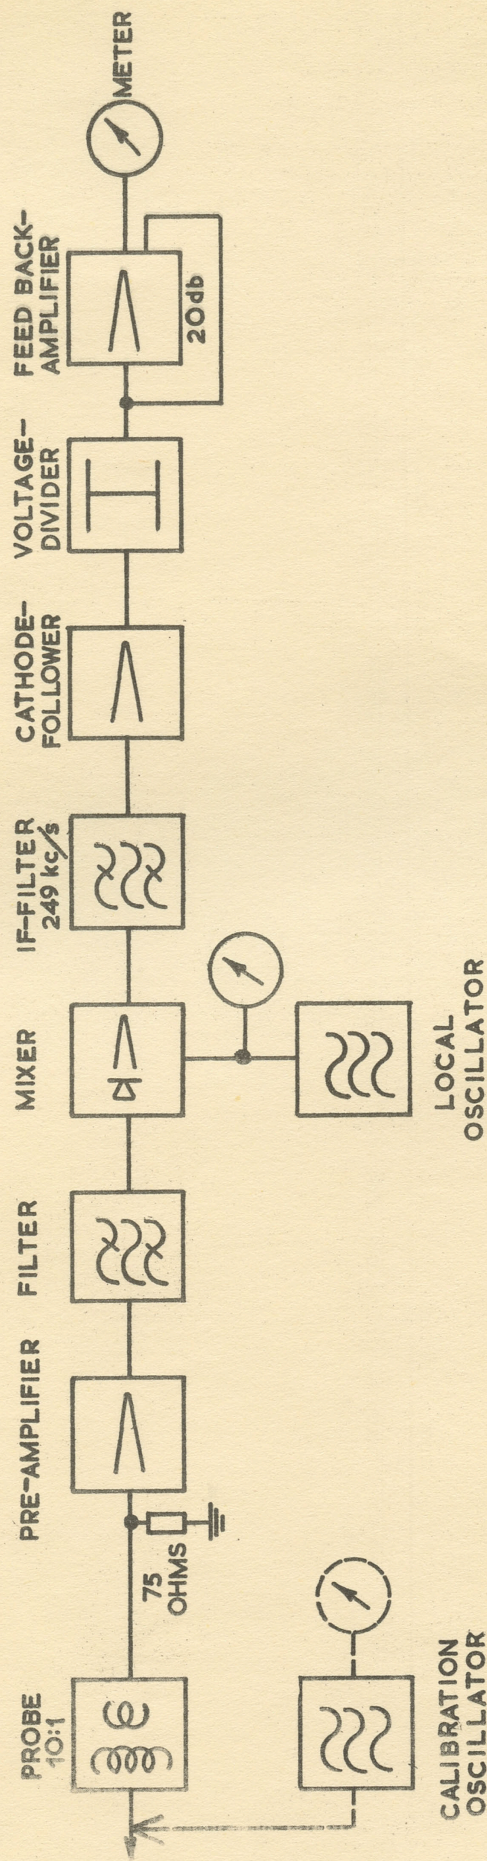 PROBE
10:1
75
OHMS
PRE-AMPLIFIER
FILTER
MIXER
IF-FILTER
249 kc/s
CATHODE-
FOLLOWER
VOLTAGE-
DIVIDER
FEED BACK-
AMPLIFIER
20db
METER
CALIBRATION
OSCILLATOR
LOCAL
OSCILLATOR